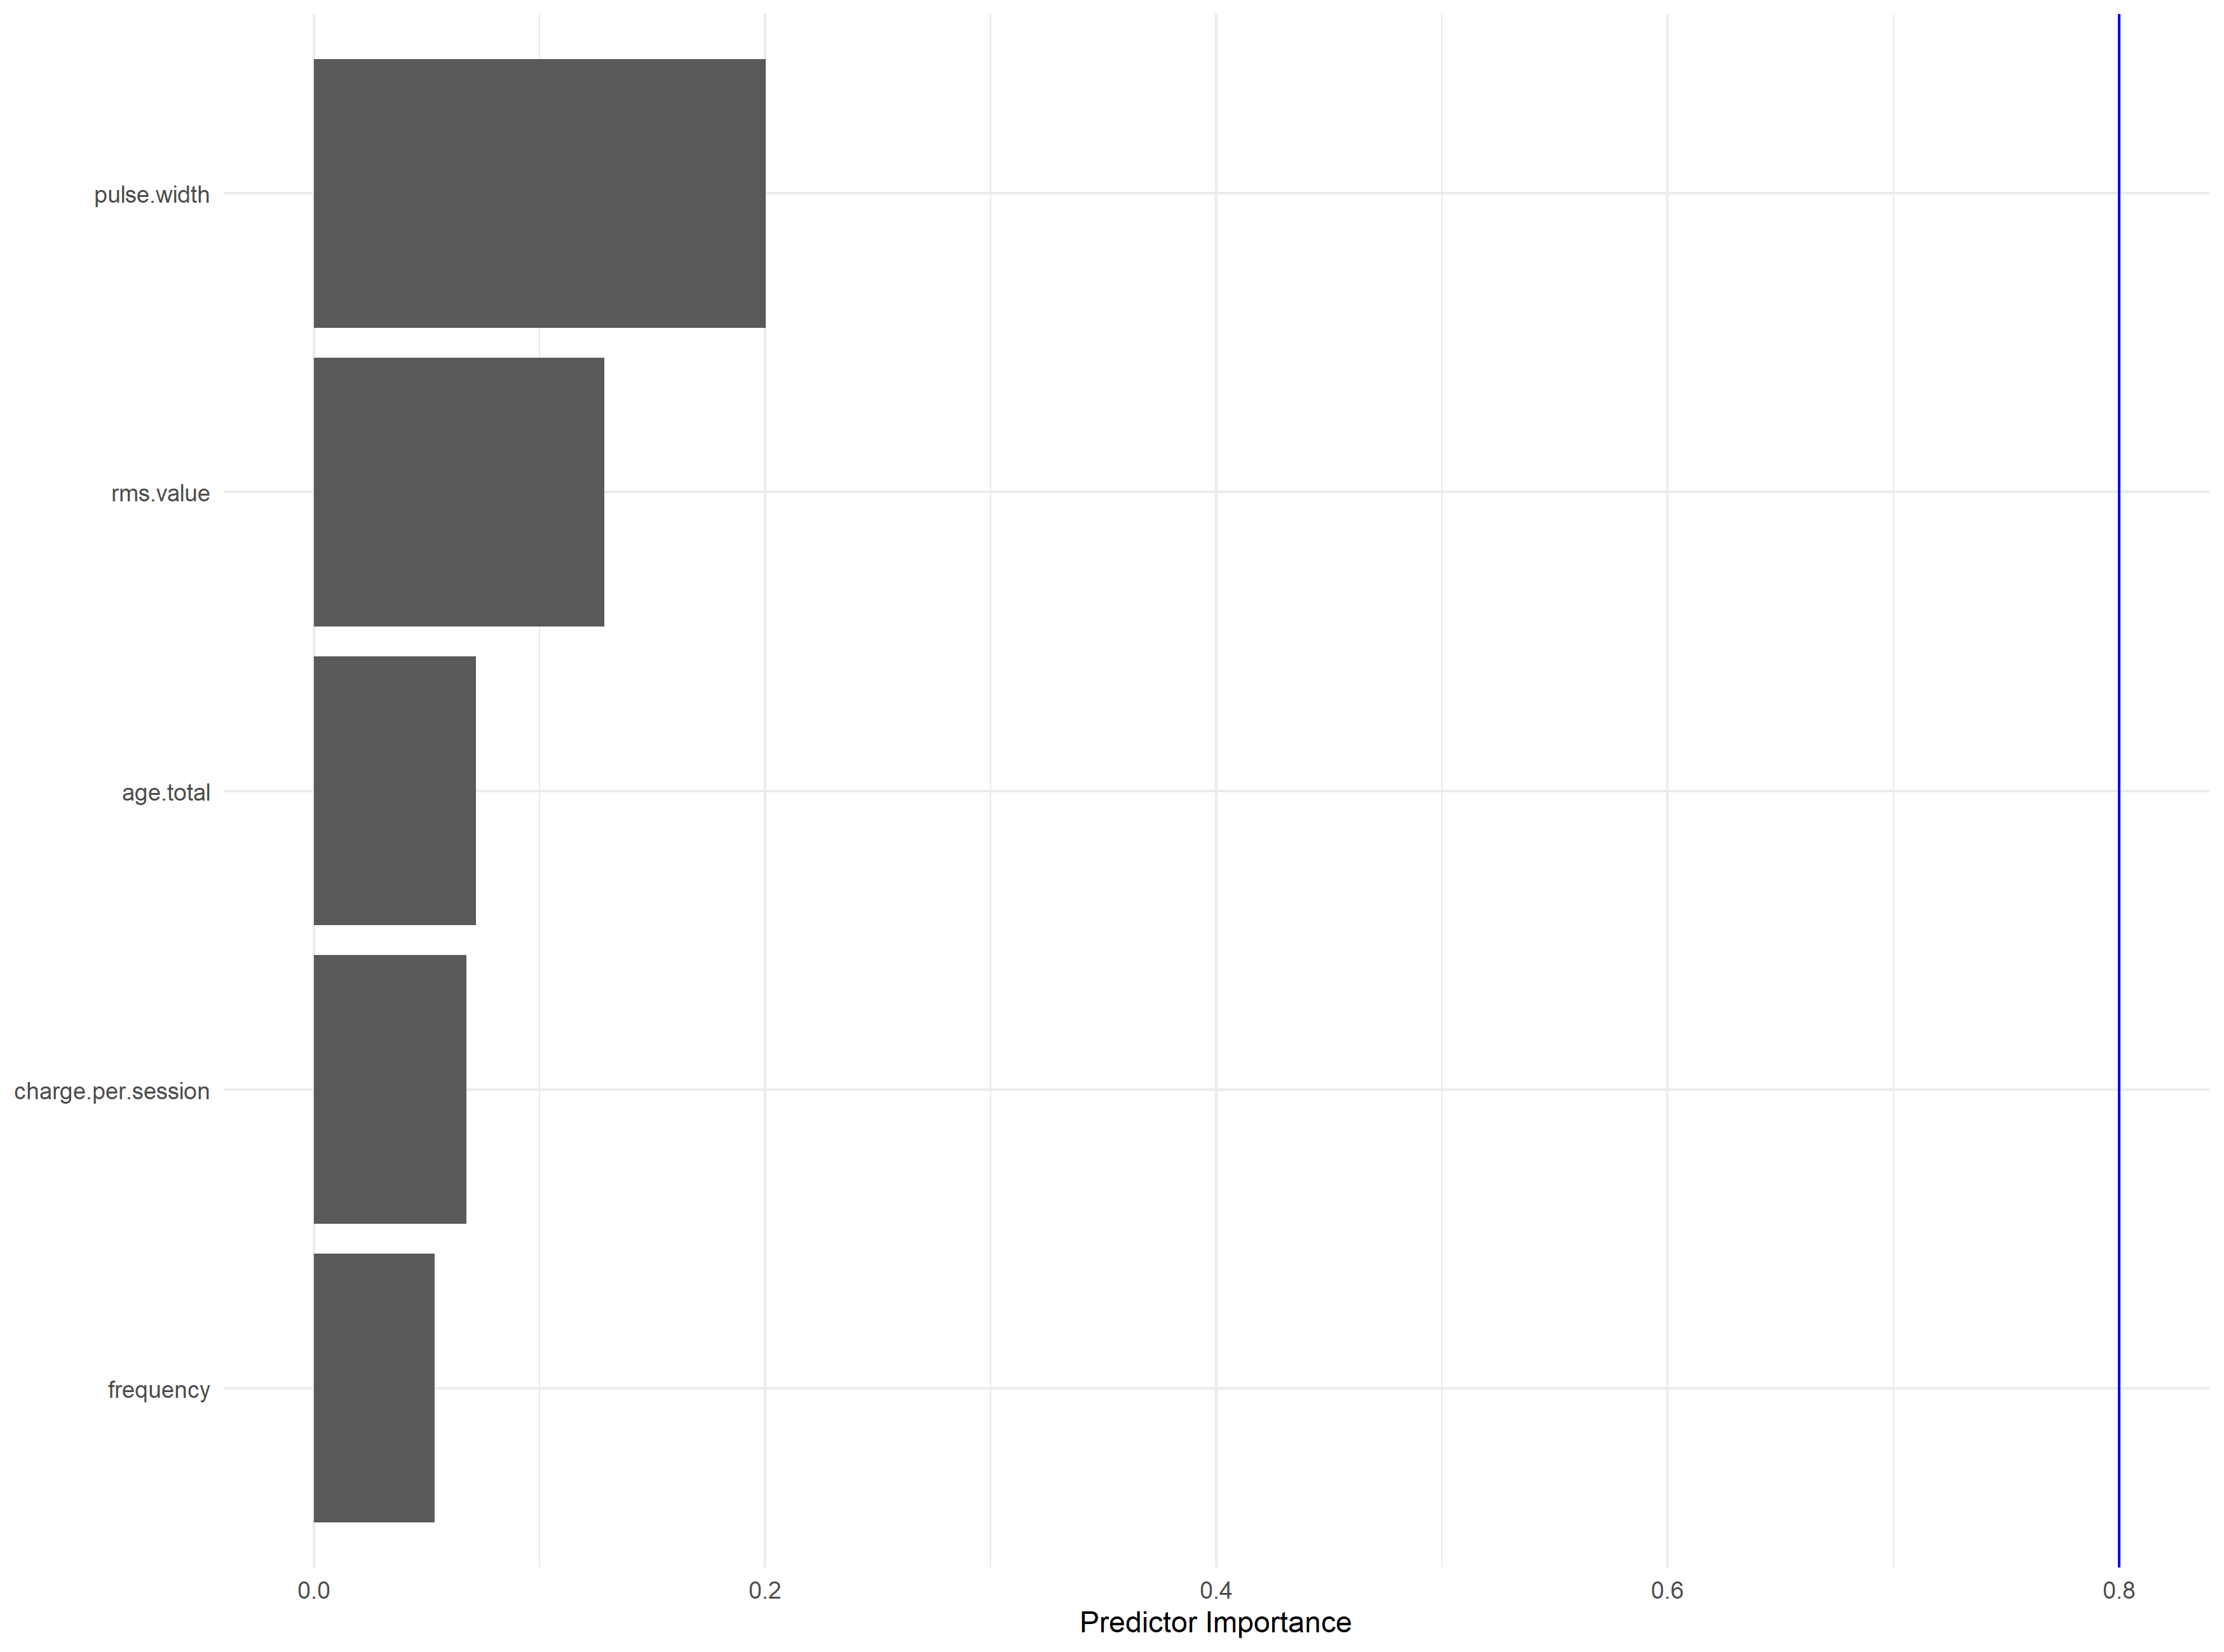 pulse.width
rms.value
age.total
charge.per.session
frequency
0.0 0.2 0.4 0.6 0.8
Predictor Importance